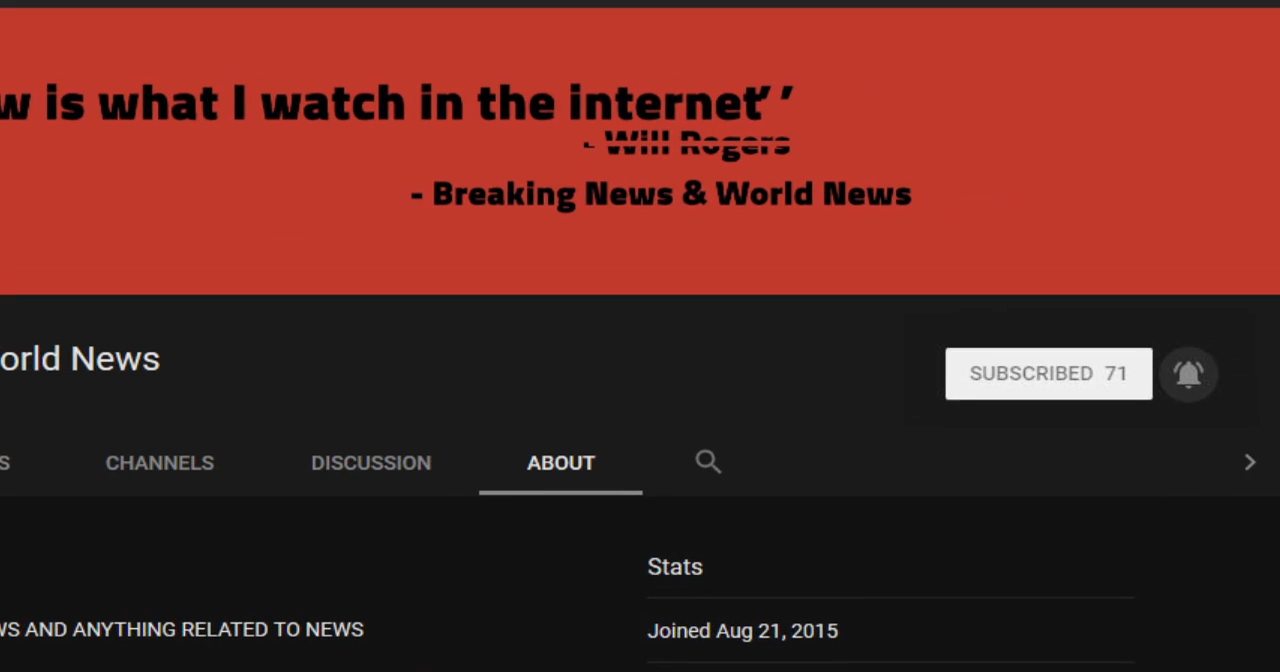 w is what I watch in the internet’’
- Will Rogers
- Breaking News & World News
orld News
SUBSCRIBED 71
S CHANNELS DISCUSSION ABOUT
Stats
WS AND ANYTHING RELATED TO NEWS
Joined Aug 21, 2015